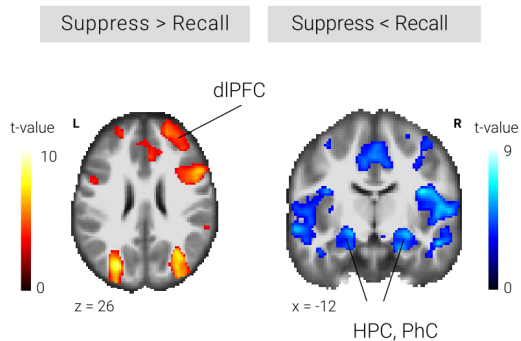 Suppress > Recall
Suppress < Recall
dlPFC
t-value
L
10
0
z = 26
R
t-value
9
0
x = -12
HPC, PhC